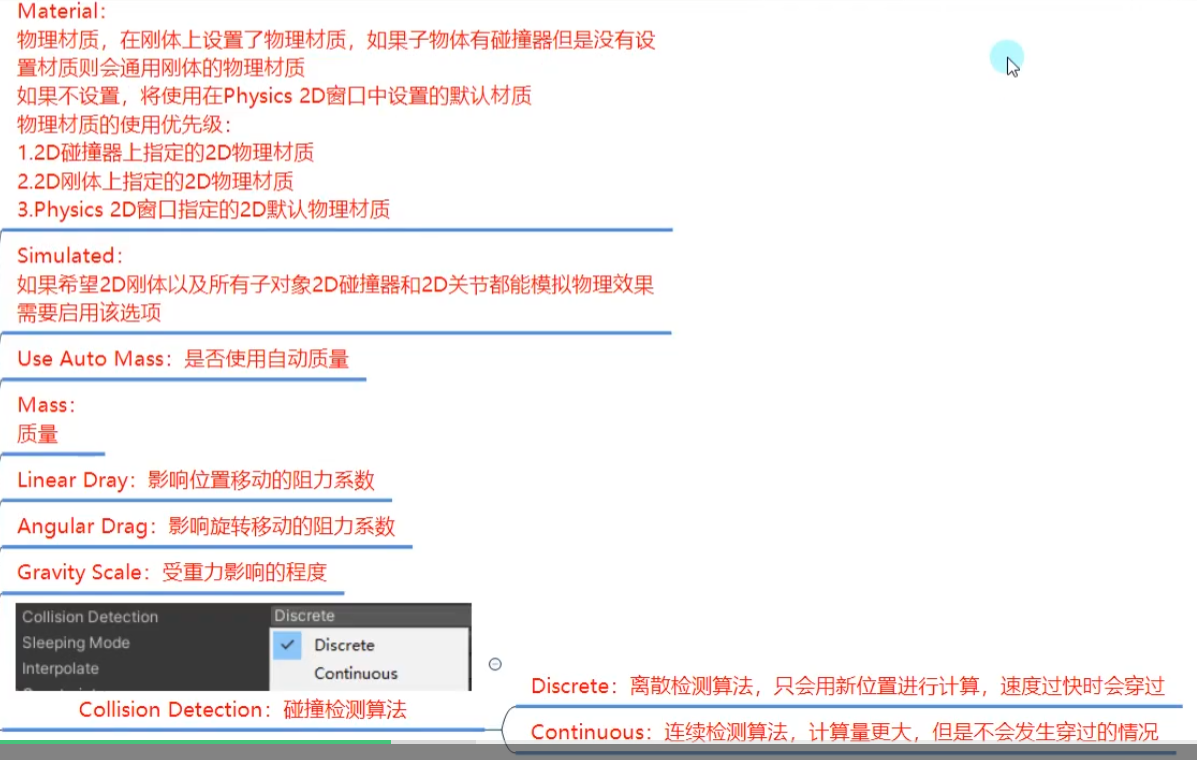 Material:
物理材质，在刚体上设置了物理材质，如果子物体有碰撞器但是没有设
置材质则会通用刚体的物理材质
如果不设置，将使用在Physics 2D窗口中设置的默认材质
物理材质的使用优先级：
1.2D碰撞器上指定的2D物理材质
2.2D刚体上指定的2D物理材质
3.Physics 2D窗口指定的2D默认物理材质
Simulated：
如果希望2D刚体以及所有子对象2D碰撞器和2D关节都能模拟物理效果
需要启用该选项
Use Auto Mass：是否使用自动质量
Mass：
质量
Linear Dray：影响位置移动的阻力系数
Angular Drag：影响旋转移动的阻力系数
Gravity Scale：受重力影响的程度
Collision Detection
Discrete
Sleeping Mode
Discrete
Interpolate
Continuous
Collision Detection：碰撞检测算法
Discrete：离散检测算法，只会用新位置进行计算，速度过快时会穿过
Continuous：连续检测算法，计算量更大，但是不会发生穿过的情况